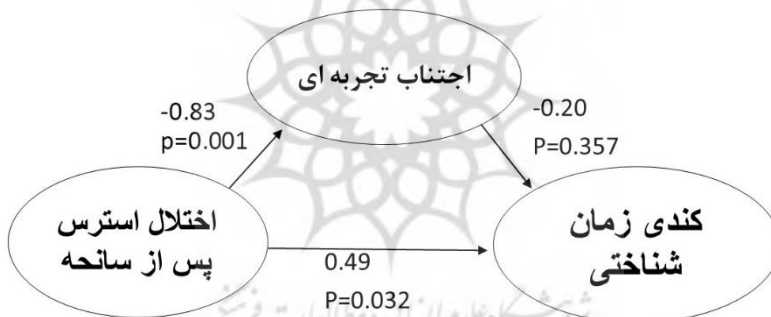 اجتناب تجربه ای
-0.83
p=0.001
-0.20
P=0.357
اختلال استرس
پس از سانحه
کندی زمان
شناختی
0.49
P=0.032